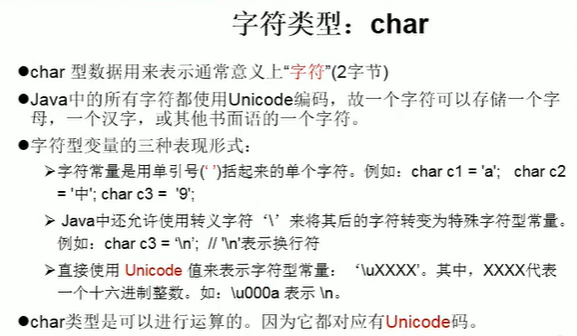 字符类型：char
●char 型数据用来表示通常意义上“字符”(2字节)
●Java中的所有字符都使用Unicode编码，故一个字符可以存储一个字
母，一个汉字，或其他书面语的一个字符。
●字符型变量的三种表现形式：
➢字符常量是用单引号(‘ ’)括起来的单个字符。例如：char c1 = 'a'; char c2
= '中'; char c3 = '9';
➢ Java中还允许使用转义字符‘\’来将其后的字符转变为特殊字符型常量。
例如：char c3 = ‘\n’; // '\n'表示换行符
➢直接使用 Unicode 值来表示字符型常量：‘\uXXXX’。其中，XXXX代表
一个十六进制整数。如：\u000a 表示 \n。
●char类型是可以进行运算的。因为它都对应有Unicode码。